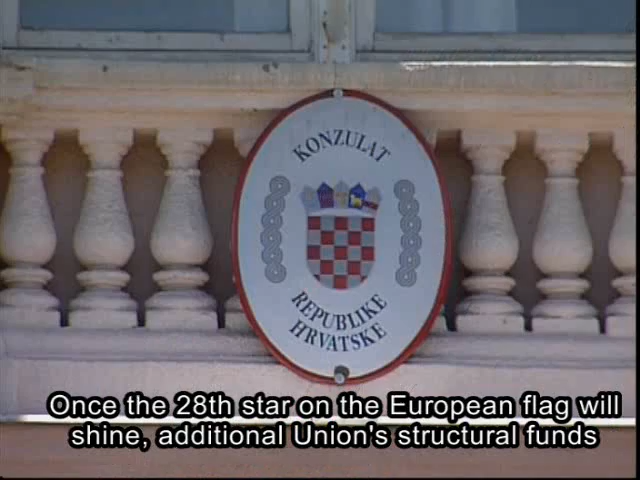 KONZULAT
REPUBLIKE
HRVATSKE
Once the 28th star on the European flag will
shine, additional Union's structural funds